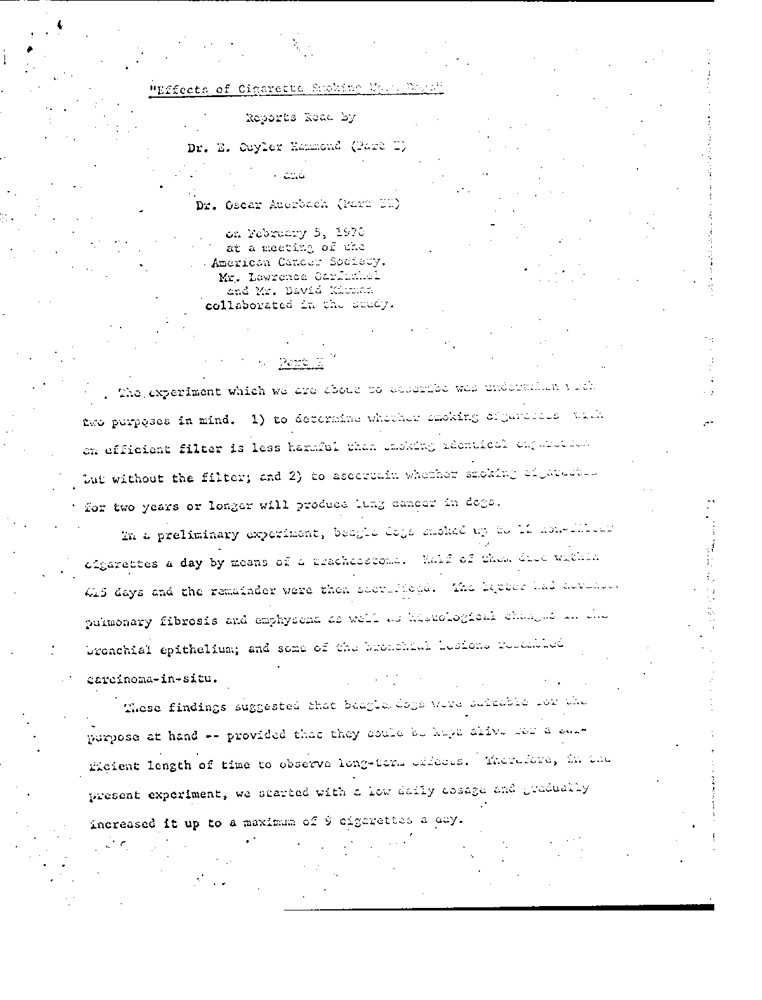 "Effects of Cigarette Smoking Upon Dogs"
Reports Read By
Dr. E. Cuyler Hammond (Part I)
and
Dr. Oscar Auerbach (Part II)
on February 5, 1970
at a meeting of the
American Cancer Society.
Mr. Lawrence Garfinkel
and Mr. David Kirman
collaborated in the study.
Part I
The experiment which we are about to describe was undertaken with
two purposes in mind. 1) to determine whether smoking cigarettes with
an efficient filter is less harmful than smoking identical cigarettes
but without the filter; and 2) to ascertain whether smoking cigarettes
for two years or longer will produce lung cancer in dogs.
In a preliminary experiment, beagle dogs smoked up to 12 non-filter
cigarettes a day by means of a tracheostoma. Half of them died within
415 days and the remainder were then sacrificed. The latter had advanced
pulmonary fibrosis and emphysema as well as histological changes in the
bronchial epithelium; and some of the bronchial lesions resembled
carcinoma-in-situ.
These findings suggested that beagle dogs were suitable for the
purpose at hand -- provided that they could be kept alive for a suf-
ficient length of time to observe long-term effects. Therefore, in the
present experiment, we started with a low daily dosage and gradually
increased it up to a maximum of 9 cigarettes a day.